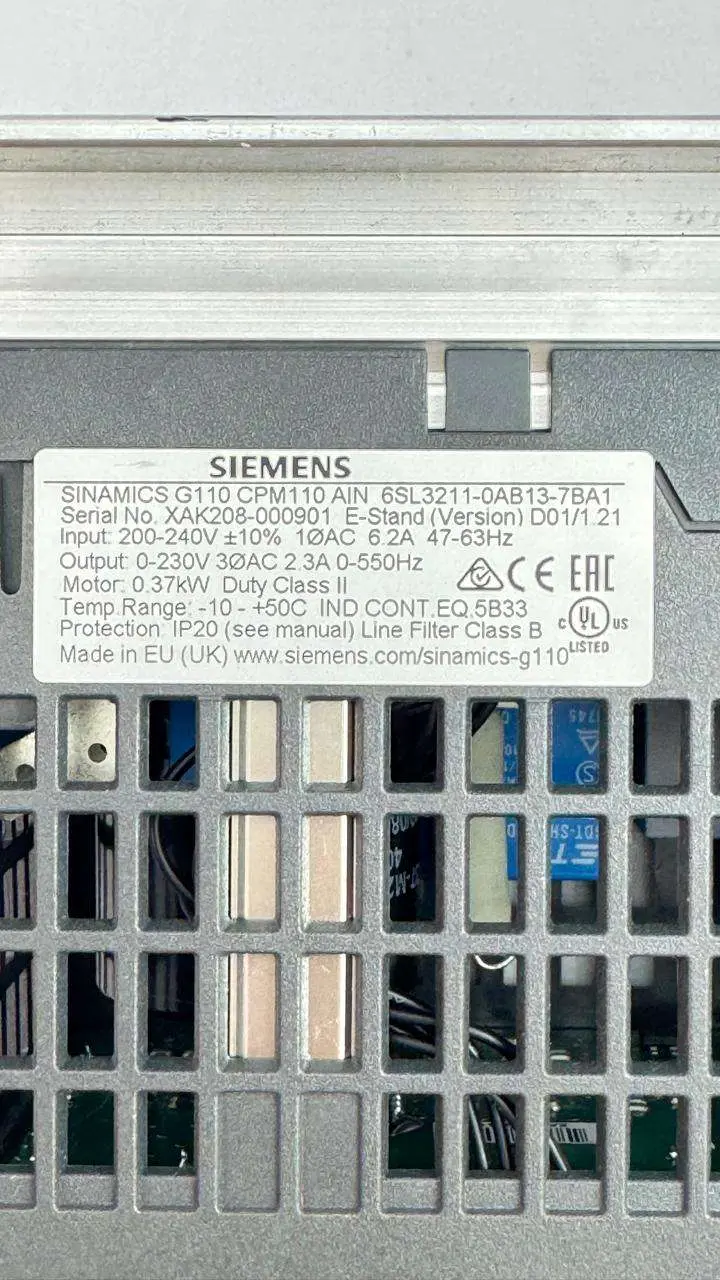 SIEMENS
SINAMICS G110 CPM110 AIN 6SL3211-0AB13-7BA1
Serial No. XAK208-000901 E-Stand (Version) D01/1.21
Input: 200-240V ±10% 1ØAC 6.2A 47-63Hz
Output: 0-230V 3ØAC 2.3A 0-550Hz
Motor: 0.37kW Duty Class II
CE EAC
Temp.Range: -10 - +50C IND.CONT.EQ.5B33
Protection: IP20 (see manual) Line Filter Class B
C UL US
LISTED
Made in EU (UK) www.siemens.com/sinamics-g110